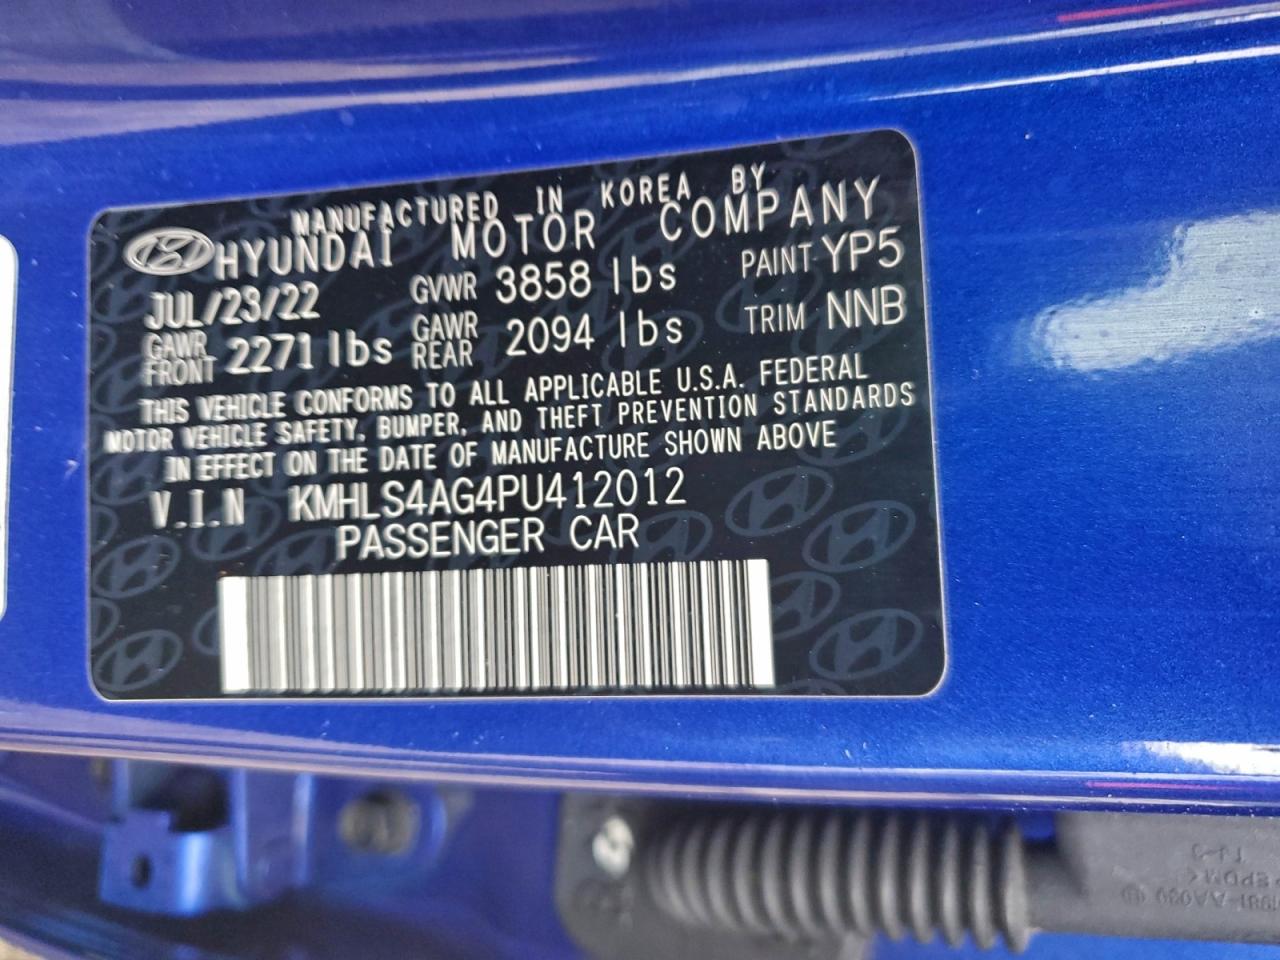 MANUFACTURED IN KOREA BY
HYUNDAI MOTOR COMPANY
JUL/23/22 GVWR 3858 lbs PAINT YP5
GAWR FRONT 2271 lbs GAWR REAR 2094 lbs TRIM NNB
THIS VEHICLE CONFORMS TO ALL APPLICABLE U.S.A. FEDERAL
MOTOR VEHICLE SAFETY, BUMPER, AND THEFT PREVENTION STANDARDS
IN EFFECT ON THE DATE OF MANUFACTURE SHOWN ABOVE
V.I.N KMHLS4AG4PU412012
PASSENGER CAR